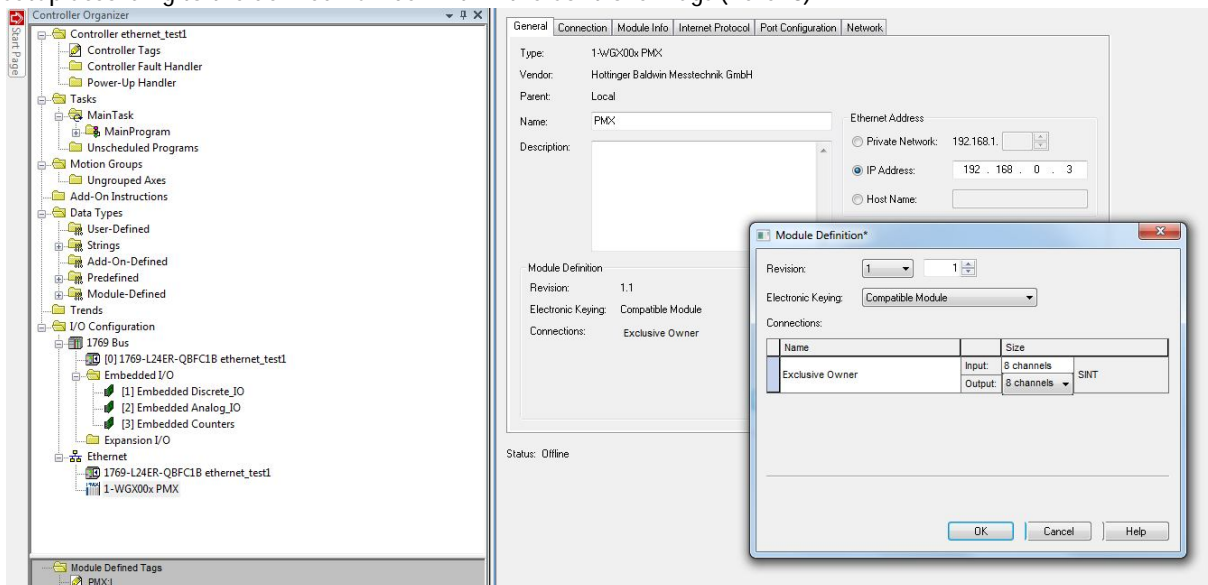 Controller Organizer
Start Page
Controller ethernet_test1
Controller Tags
Controller Fault Handler
Power-Up Handler
Tasks
MainTask
MainProgram
Unscheduled Programs
Motion Groups
Ungrouped Axes
Add-On Instructions
Data Types
User-Defined
Strings
Add-On-Defined
Predefined
Module-Defined
Trends
I/O Configuration
1769 Bus
[0] 1769-L24ER-QBFC1B ethernet_test1
Embedded I/O
[1] Embedded Discrete_IO
[2] Embedded Analog_IO
[3] Embedded Counters
Expansion I/O
Ethernet
1769-L24ER-QBFC1B ethernet_test1
1-WGX00x PMX
Module Defined Tags
PMX:I
General Connection Module Info Internet Protocol Port Configuration Network
Type: 1-WGX00x PMX
Vendor: Hottinger Baldwin Messtechnik GmbH
Parent: Local
Name: PMX
Description:
Ethernet Address
Private Network: 192.168.1.
IP Address: 192 . 168 . 0 . 3
Host Name:
Module Definition
Revision: 1.1
Electronic Keying: Compatible Module
Connections: Exclusive Owner
Status: Offline
Module Definition*
Revision: 1 1
Electronic Keying: Compatible Module
Connections:
Name Size
Exclusive Owner Input: 8 channels SINT
Output: 8 channels
OK Cancel Help